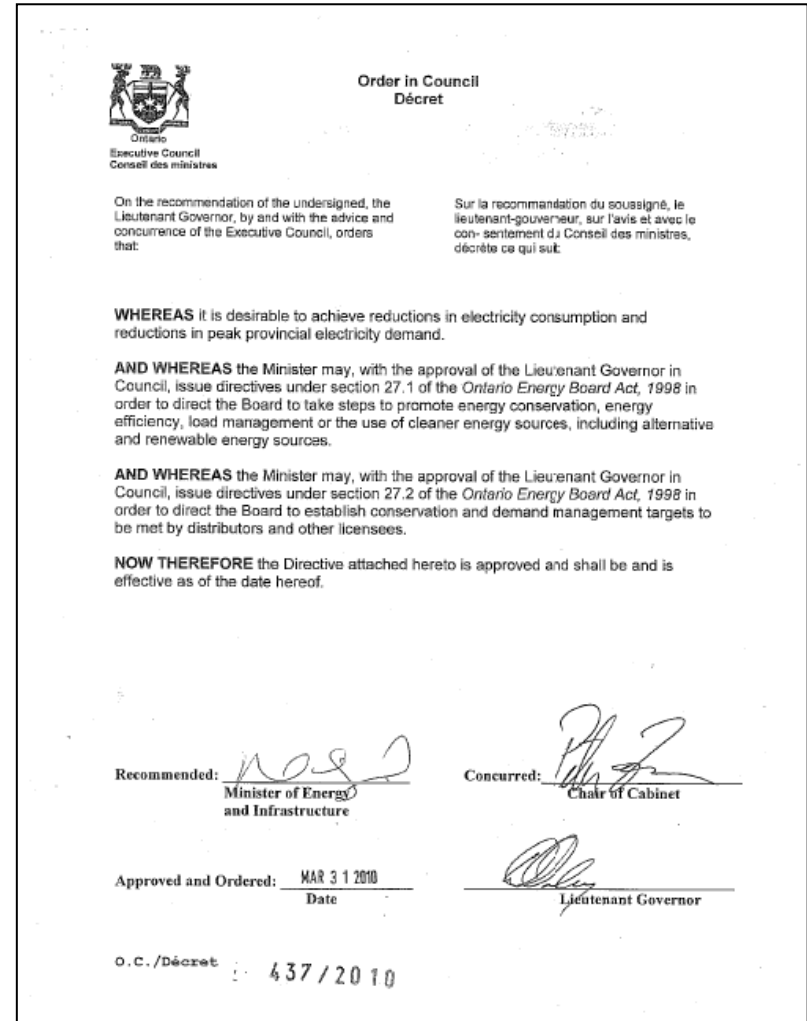 Order in Council
Décret
Ontario
Executive Council
Conseil des ministres
On the recommendation of the undersigned, the
Lieutenant Governor, by and with the advice and
concurrence of the Executive Council, orders
that:
Sur la recommandation du soussigné, le
lieutenant-gouverneur, sur l'avis et avec le
con- sentement du Conseil des ministres,
décrète ce qui suit:
WHEREAS it is desirable to achieve reductions in electricity consumption and
reductions in peak provincial electricity demand.
AND WHEREAS the Minister may, with the approval of the Lieutenant Governor in
Council, issue directives under section 27.1 of the Ontario Energy Board Act, 1998 in
order to direct the Board to take steps to promote energy conservation, energy
efficiency, load management or the use of cleaner energy sources, including alternative
and renewable energy sources.
AND WHEREAS the Minister may, with the approval of the Lieutenant Governor in
Council, issue directives under section 27.2 of the Ontario Energy Board Act, 1998 in
order to direct the Board to establish conservation and demand management targets to
be met by distributors and other licensees.
NOW THEREFORE the Directive attached hereto is approved and shall be and is
effective as of the date hereof.
Recommended:
Minister of Energy
and Infrastructure
Concurred:
Chair of Cabinet
Approved and Ordered: MAR 31 2010
Date
Lieutenant Governor
O.C./Décret 437/2010